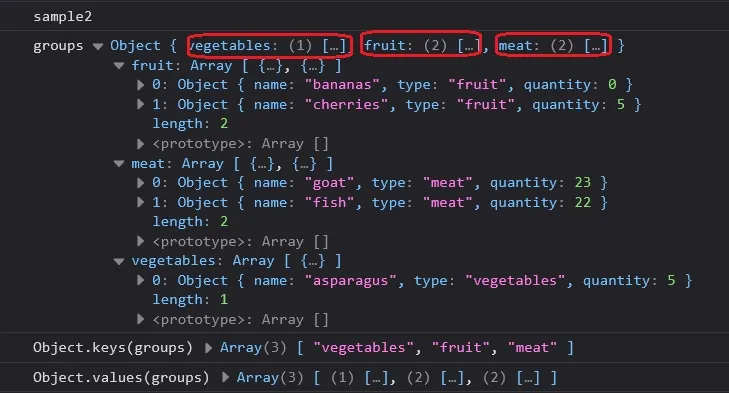 sample2
groups ▼ Object { vegetables: (1) […], fruit: (2) […], meat: (2) […] }
▼ fruit: Array [ {…}, {…} ]
▶ 0: Object { name: "bananas", type: "fruit", quantity: 0 }
▶ 1: Object { name: "cherries", type: "fruit", quantity: 5 }
length: 2
▶ <prototype>: Array []
▼ meat: Array [ {…}, {…} ]
▶ 0: Object { name: "goat", type: "meat", quantity: 23 }
▶ 1: Object { name: "fish", type: "meat", quantity: 22 }
length: 2
▶ <prototype>: Array []
▼ vegetables: Array [ {…} ]
▶ 0: Object { name: "asparagus", type: "vegetables", quantity: 5 }
length: 1
▶ <prototype>: Array []
Object.keys(groups) ▶ Array(3) [ "vegetables", "fruit", "meat" ]
Object.values(groups) ▶ Array(3) [ (1) […], (2) […], (2) […] ]